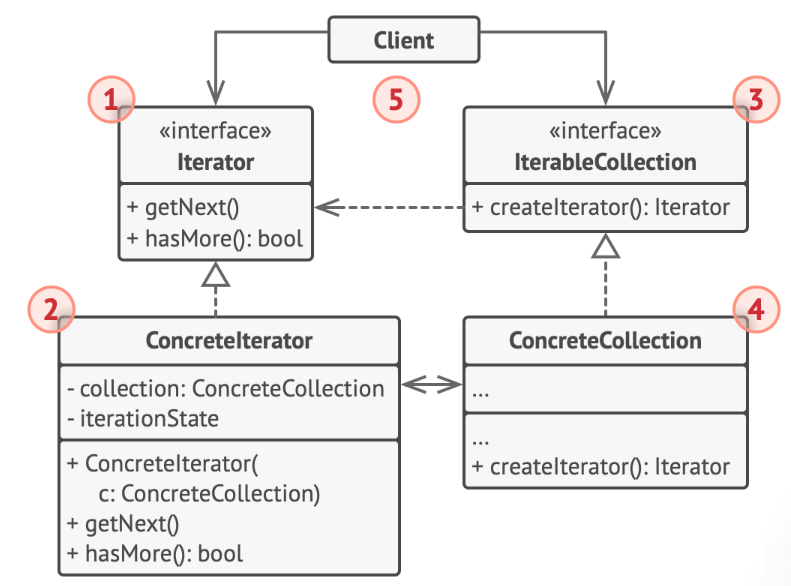 Client
1
«interface»
Iterator
+ getNext()
+ hasMore(): bool
5
3
«interface»
IterableCollection
+ createIterator(): Iterator
2
ConcreteIterator
- collection: ConcreteCollection
- iterationState
+ ConcreteIterator(
c: ConcreteCollection)
+ getNext()
+ hasMore(): bool
4
ConcreteCollection
...
...
+ createIterator(): Iterator